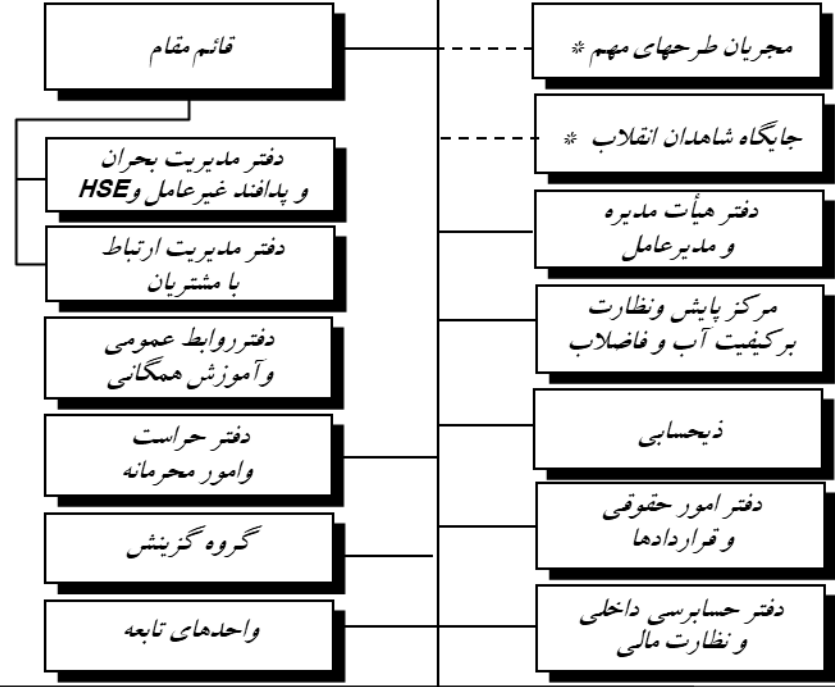 مجریان طرحهای مهم *
جایگاه شاهدان انقلاب *
دفتر هیأت مدیره
و مدیرعامل
مرکز پایش ونظارت
برکیفیت آب و فاضلاب
ذیحسابی
دفتر امور حقوقی
و قراردادها
دفتر حسابرسی داخلی
و نظارت مالی
قائم مقام
دفتر مدیریت بحران
و پدافند غیرعامل وHSE
دفتر مدیریت ارتباط
با مشتریان
دفترروابط عمومی
وآموزش همگانی
دفتر حراست
وامور محرمانه
گروه گزینش
واحدهای تابعه